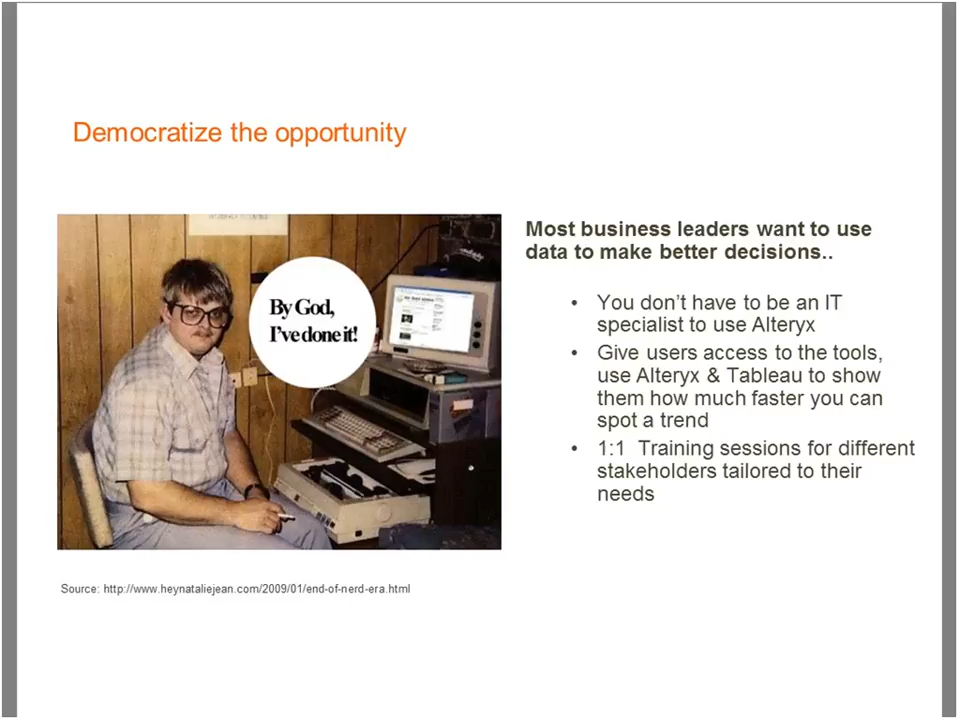 Democratize the opportunity
By God,
I've done it!
Most business leaders want to use
data to make better decisions..
• You don't have to be an IT
specialist to use Alteryx
• Give users access to the tools,
use Alteryx & Tableau to show
them how much faster you can
spot a trend
• 1:1 Training sessions for different
stakeholders tailored to their
needs
Source: http://www.heynataliejean.com/2009/01/end-of-nerd-era.html